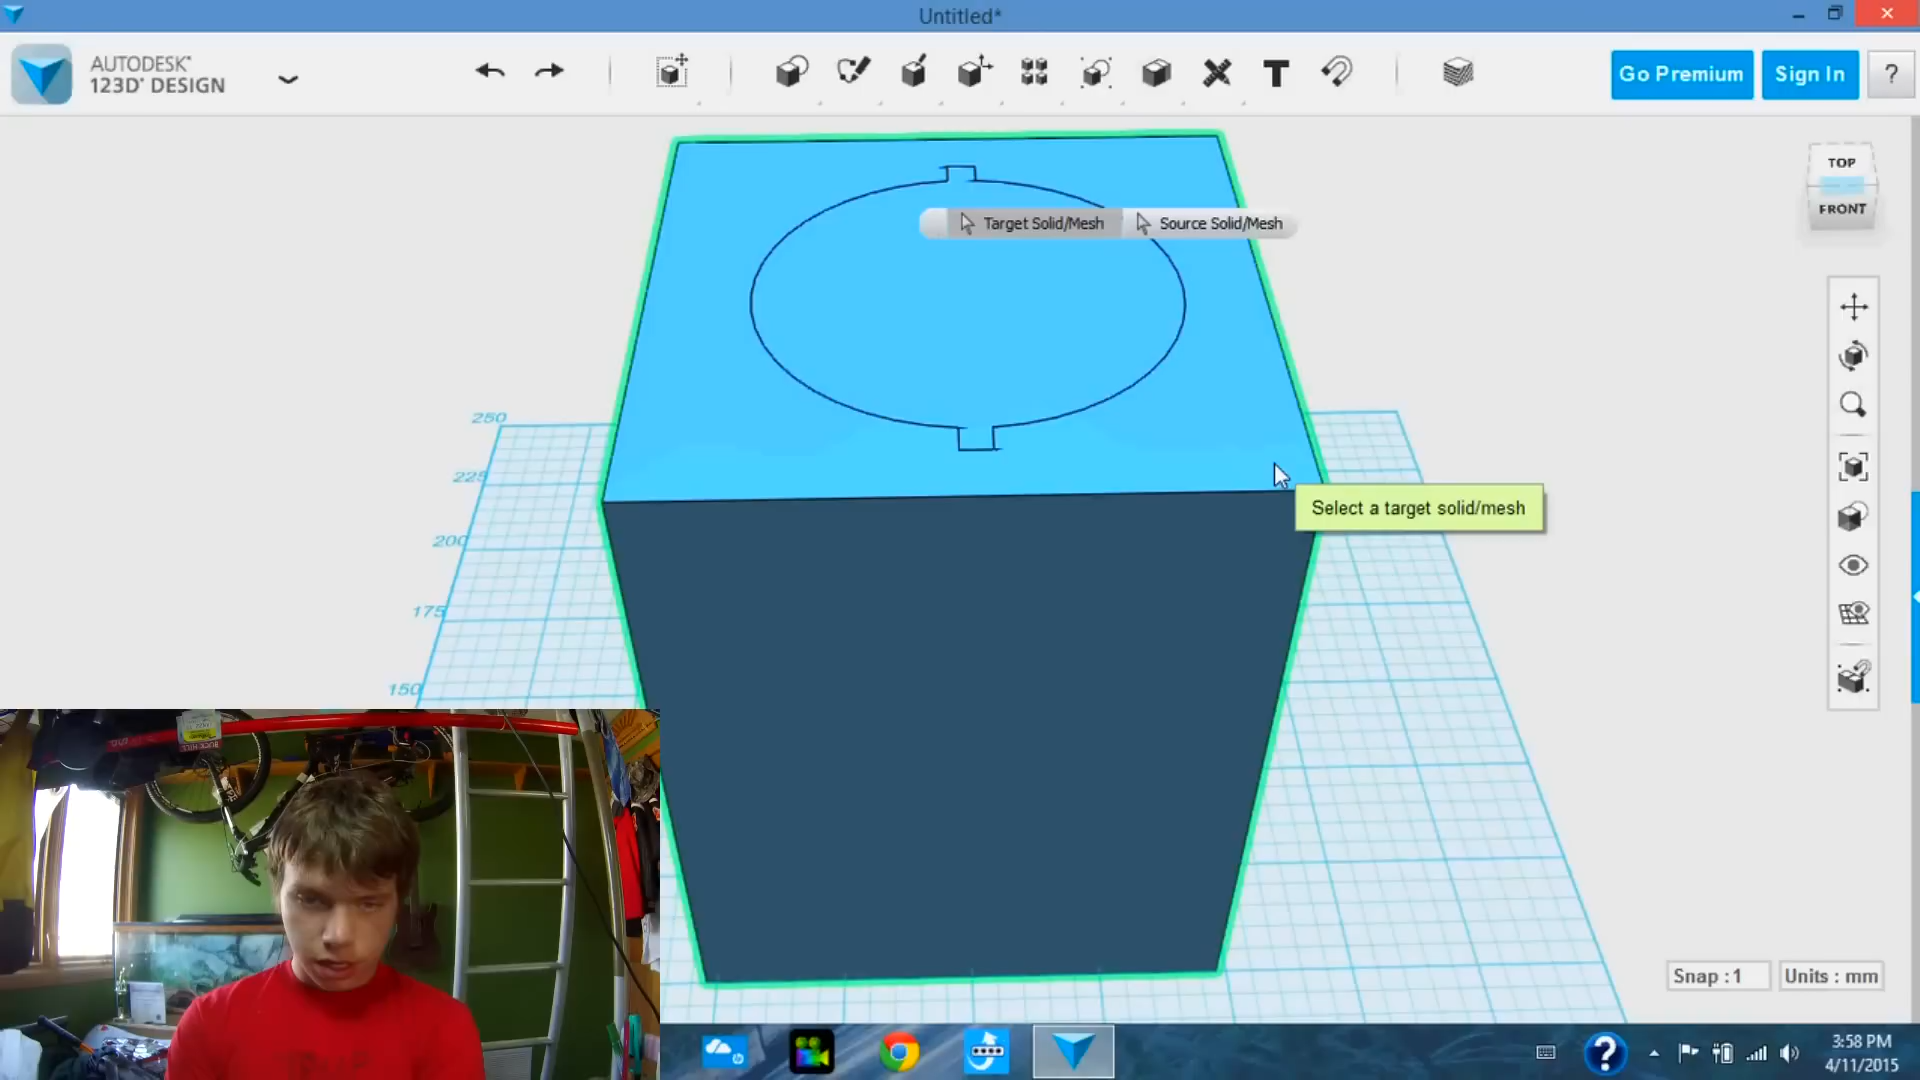 Untitled*
AUTODESK®
123D® DESIGN
Go Premium
Sign In
?
TOP
FRONT
Target Solid/Mesh
Source Solid/Mesh
Select a target solid/mesh
250
225
200
175
150
Snap : 1
Units : mm
3:58 PM
4/11/2015